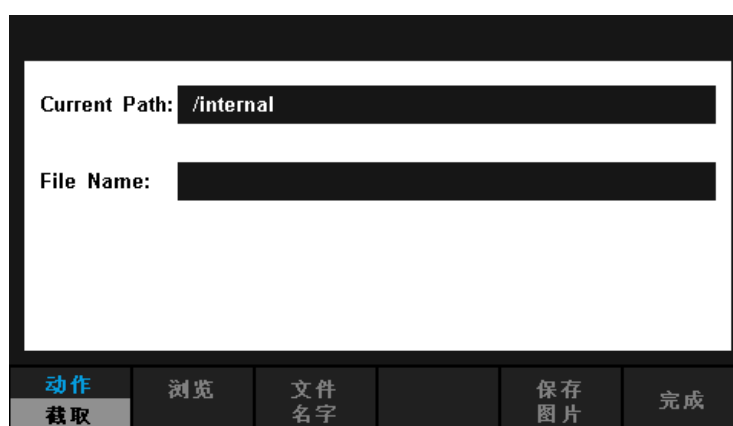 Current Path: /internal
File Name:
动作
截取
浏览
文件
名字
保存
图片
完成